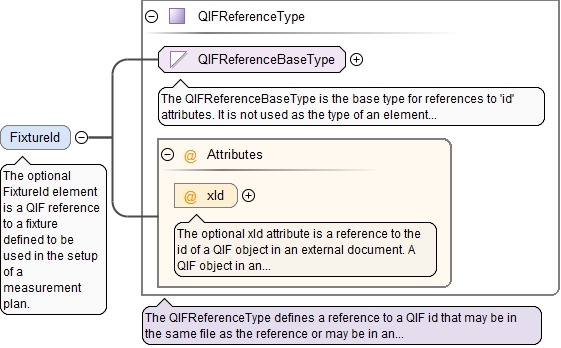 QIFReferenceType
QIFReferenceBaseType
The QIFReferenceBaseType is the base type for references to 'id'
attributes. It is not used as the type of an element...
FixtureId
The optional
FixtureId element
is a QIF reference
to a fixture
defined to be
used in the setup
of a
measurement
plan.
@ Attributes
@ xId
The optional xId attribute is a reference to the
id of a QIF object in an external document. A
QIF object in an...
The QIFReferenceType defines a reference to a QIF id that may be in
the same file as the reference or may be in an...